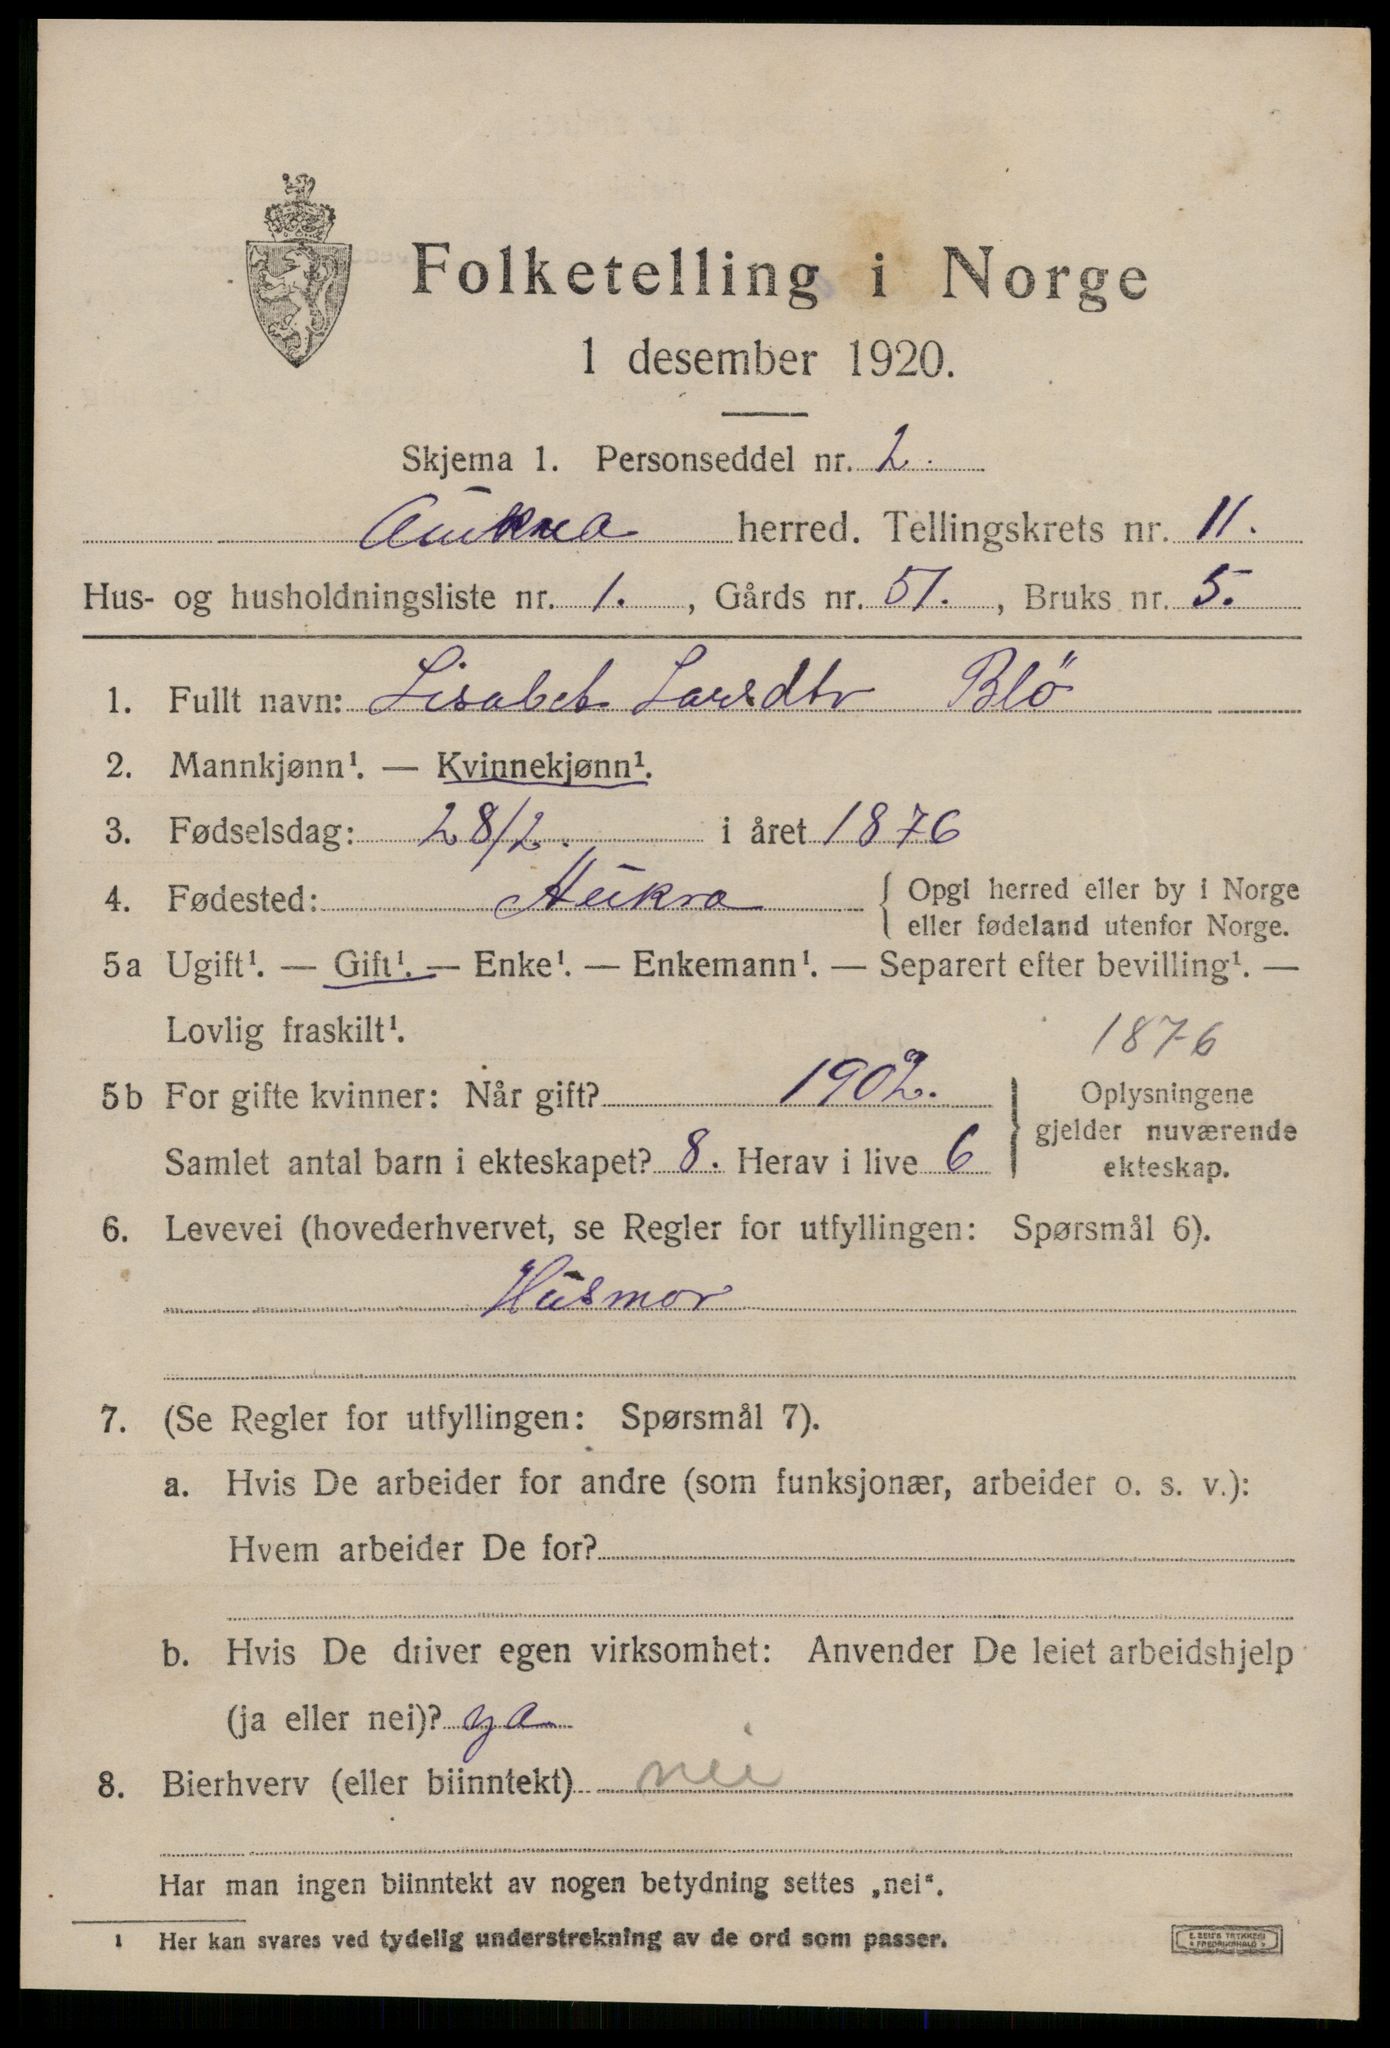 Folketelling i Norge
1 desember 1920.
Skjema 1. Personseddel nr. 2.
Aukra herred. Tellingskrets nr. 11.
Hus- og husholdningsliste nr. 1. , Gårds nr. 51. , Bruks nr. 5.
1. Fullt navn: Lisabet Larsdtr Blö
2. Mannkjønn¹. — Kvinnekjønn¹.
3. Fødselsdag: 28/2. i året 1876
4. Fødested: Aukra { Opgi herred eller by i Norge
eller fødeland utenfor Norge.
5a Ugift¹. — Gift¹. — Enke¹. — Enkemann¹. — Separert efter bevilling¹. —
Lovlig fraskilt¹. 1876
5b For gifte kvinner: Når gift? 1902. } Oplysningene
gjelder nuværende
Samlet antal barn i ekteskapet? 8. Herav i live 6 ekteskap.
6. Levevei (hovederhvervet, se Regler for utfyllingen: Spørsmål 6).
Husmor
7. (Se Regler for utfyllingen: Spørsmål 7).
a. Hvis De arbeider for andre (som funksjonær, arbeider o. s. v.):
Hvem arbeider De for?
b. Hvis De driver egen virksomhet: Anvender De leiet arbeidshjelp
(ja eller nei)? ja
8. Bierhverv (eller biinntekt) nei
Har man ingen biinntekt av nogen betydning settes „nei“.
1 Her kan svares ved tydelig understrekning av de ord som passer.
E. SEI'S TRYKKERI
FREDRIKSHALD